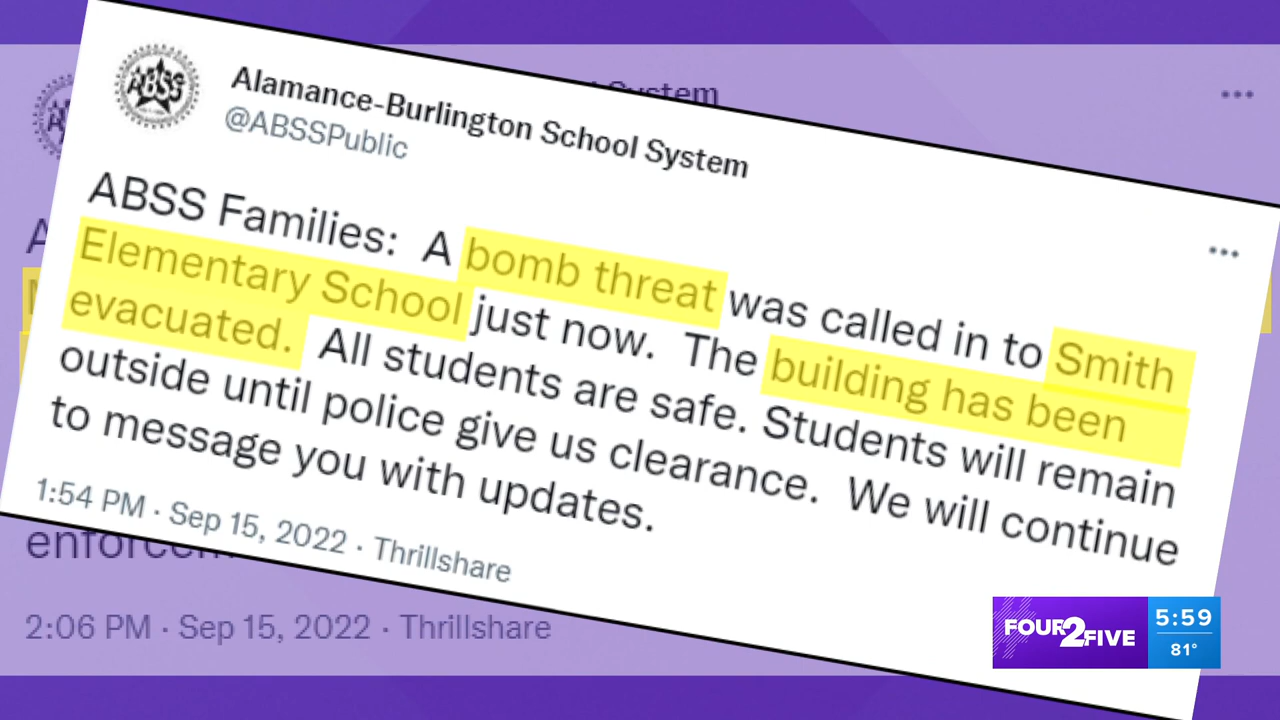 Alamance-Burlington School System
@ABSSPublic
ABSS Families:  A bomb threat was called in to Smith
Elementary School just now.  The building has been
evacuated.  All students are safe. Students will remain
outside until police give us clearance.  We will continue
to message you with updates.
1:54 PM · Sep 15, 2022 · Thrillshare
System
2:06 PM · Sep 15, 2022 · Thrillshare
FOUR2FIVE
5:59
81°